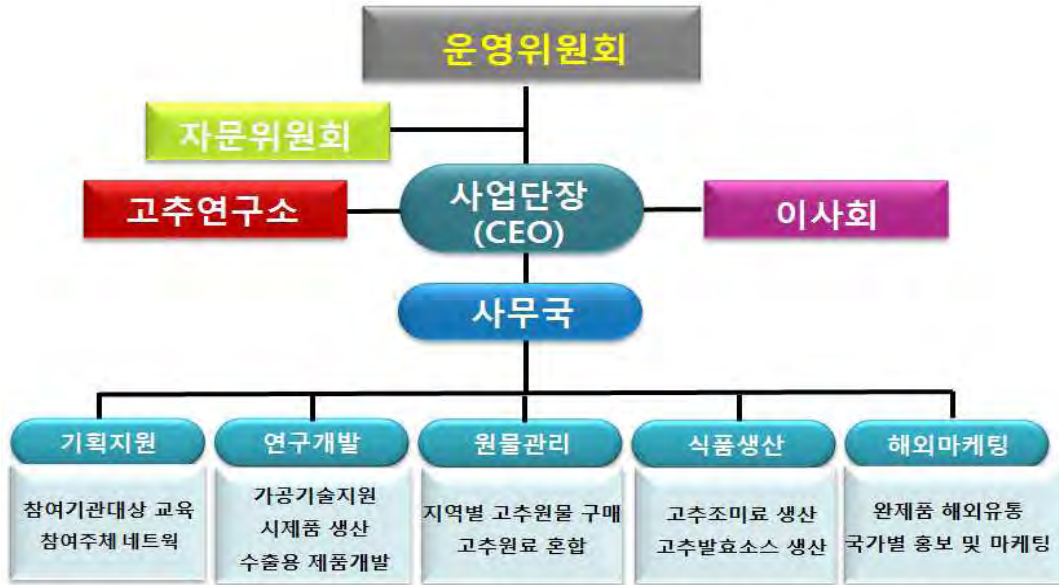 운영위원회
자문위원회
고추연구소
사업단장
(CEO)
이사회
사무국
기획지원
참여기관대상 교육
참여주체 네트웍
연구개발
가공기술지원
시제품 생산
수출용 제품개발
원물관리
지역별 고추원물 구매
고추원료 혼합
식품생산
고추조미료 생산
고추발효소스 생산
해외마케팅
완제품 해외유통
국가별 홍보 및 마케팅